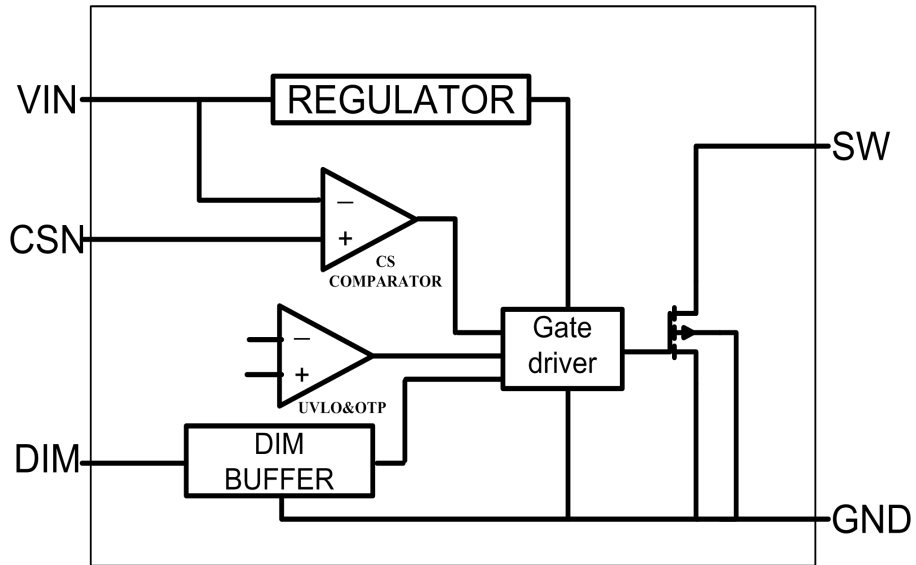 VIN
REGULATOR
SW
−
CSN
+
CS
COMPARATOR
Gate
driver
−
+
UVLO&OTP
DIM
DIM
BUFFER
GND